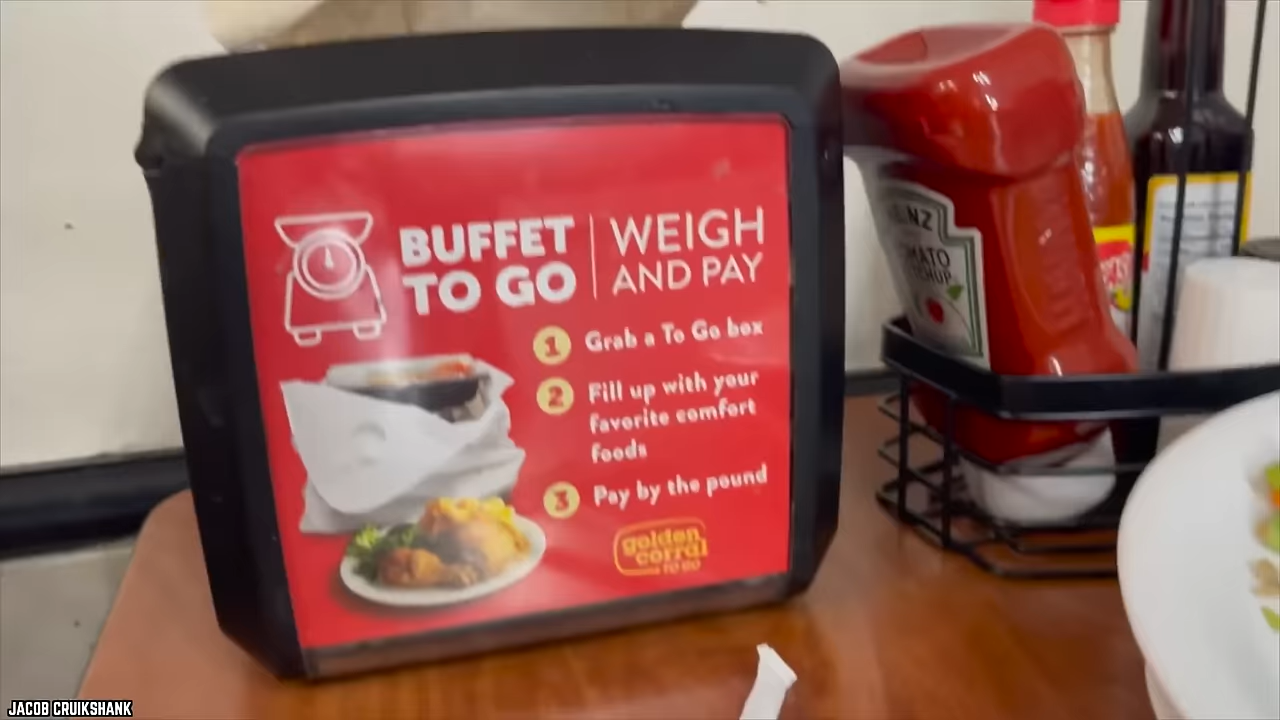 BUFFET
TO GO
WEIGH
AND PAY
1 Grab a To Go box
2 Fill up with your
favorite comfort
foods
3 Pay by the pound
golden
corral
TO GO
HEINZ
TOMATO
KETCHUP
JACOB CRUIKSHANK